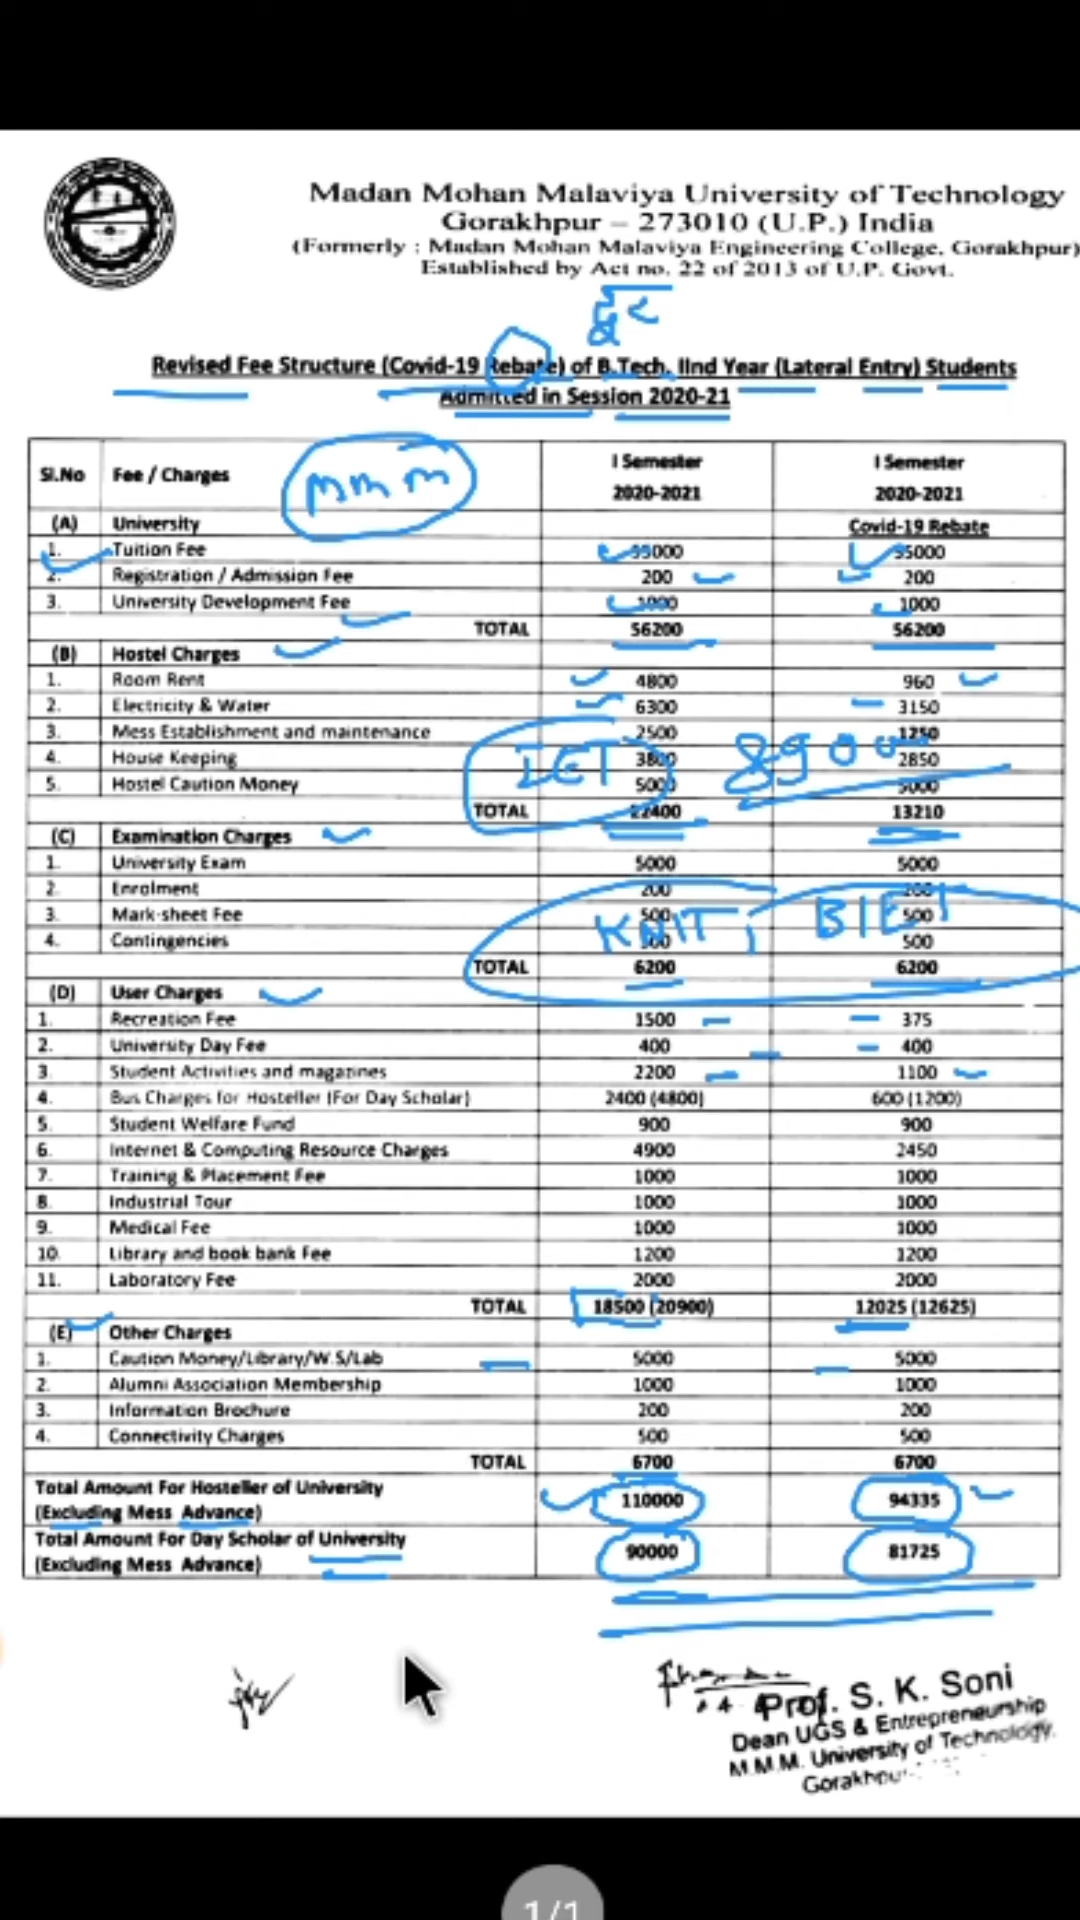 Madan Mohan Malaviya University of Technology
Gorakhpur – 273010 (U.P.) India
(Formerly : Madan Mohan Malaviya Engineering College, Gorakhpur)
Established by Act no. 22 of 2013 of U.P. Govt.
छूट
Revised Fee Structure (Covid-19 Rebate) of B.Tech. IInd Year (Lateral Entry) Students
Admitted in Session 2020-21
Sl.No Fee / Charges mmm I Semester 2020-2021 I Semester 2020-2021
(A) University Covid-19 Rebate
1. Tuition Fee 55000 55000
2. Registration / Admission Fee 200 200
3. University Development Fee 1000 1000
TOTAL 56200 56200
(B) Hostel Charges
1. Room Rent 4800 960
2. Electricity & Water 6300 3150
3. Mess Establishment and maintenance 2500 1250
4. House Keeping 3800 2850
IET 8900
5. Hostel Caution Money 5000 5000
TOTAL 22400 13210
(C) Examination Charges
1. University Exam 5000 5000
2. Enrolment 200 200
3. Mark-sheet Fee 500 500
KNIT, BIET
4. Contingencies 500 500
TOTAL 6200 6200
(D) User Charges
1. Recreation Fee 1500 375
2. University Day Fee 400 400
3. Student Activities and magazines 2200 1100
4. Bus Charges for Hosteller (For Day Scholar) 2400 (4800) 600 (1200)
5. Student Welfare Fund 900 900
6. Internet & Computing Resource Charges 4900 2450
7. Training & Placement Fee 1000 1000
8. Industrial Tour 1000 1000
9. Medical Fee 1000 1000
10. Library and book bank Fee 1200 1200
11. Laboratory Fee 2000 2000
TOTAL 18500 (20900) 12025 (12625)
(E) Other Charges
1. Caution Money/Library/W.S/Lab 5000 5000
2. Alumni Association Membership 1000 1000
3. Information Brochure 200 200
4. Connectivity Charges 500 500
TOTAL 6700 6700
Total Amount For Hosteller of University
(Excluding Mess Advance) 110000 94335
Total Amount For Day Scholar of University
(Excluding Mess Advance) 90000 81725
Prof. S. K. Soni
Dean UGS & Entrepreneurship
M.M.M. University of Technology,
Gorakhpur
1/1